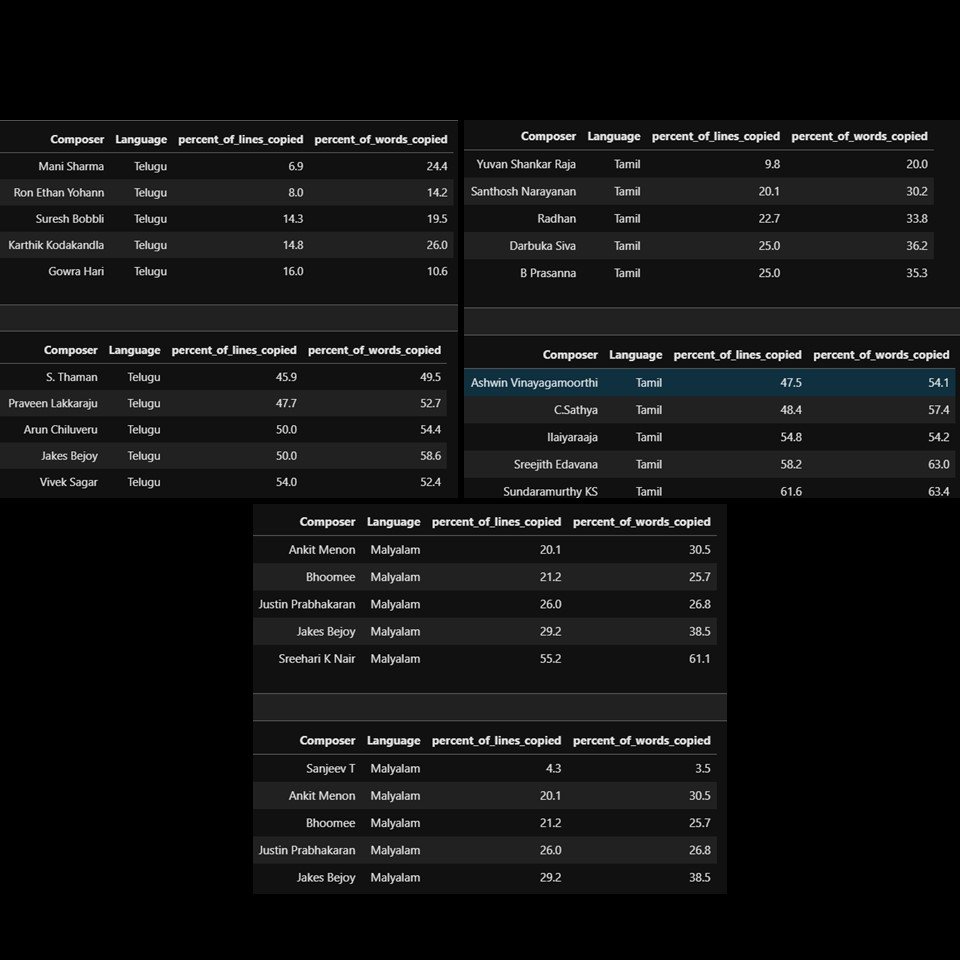 Composer Language percent_of_lines_copied percent_of_words_copied
Mani Sharma Telugu 6.9 24.4
Ron Ethan Yohann Telugu 8.0 14.2
Suresh Bobbli Telugu 14.3 19.5
Karthik Kodakandla Telugu 14.8 26.0
Gowra Hari Telugu 16.0 10.6
Composer Language percent_of_lines_copied percent_of_words_copied
S. Thaman Telugu 45.9 49.5
Praveen Lakkaraju Telugu 47.7 52.7
Arun Chiluveru Telugu 50.0 54.4
Jakes Bejoy Telugu 50.0 58.6
Vivek Sagar Telugu 54.0 52.4
Composer Language percent_of_lines_copied percent_of_words_copied
Yuvan Shankar Raja Tamil 9.8 20.0
Santhosh Narayanan Tamil 20.1 30.2
Radhan Tamil 22.7 33.8
Darbuka Siva Tamil 25.0 36.2
B Prasanna Tamil 25.0 35.3
Composer Language percent_of_lines_copied percent_of_words_copied
Ashwin Vinayagamoorthi Tamil 47.5 54.1
C.Sathya Tamil 48.4 57.4
Ilaiyaraaja Tamil 54.8 54.2
Sreejith Edavana Tamil 58.2 63.0
Sundaramurthy KS Tamil 61.6 63.4
Composer Language percent_of_lines_copied percent_of_words_copied
Ankit Menon Malyalam 20.1 30.5
Bhoomee Malyalam 21.2 25.7
Justin Prabhakaran Malyalam 26.0 26.8
Jakes Bejoy Malyalam 29.2 38.5
Sreehari K Nair Malyalam 55.2 61.1
Composer Language percent_of_lines_copied percent_of_words_copied
Sanjeev T Malyalam 4.3 3.5
Ankit Menon Malyalam 20.1 30.5
Bhoomee Malyalam 21.2 25.7
Justin Prabhakaran Malyalam 26.0 26.8
Jakes Bejoy Malyalam 29.2 38.5